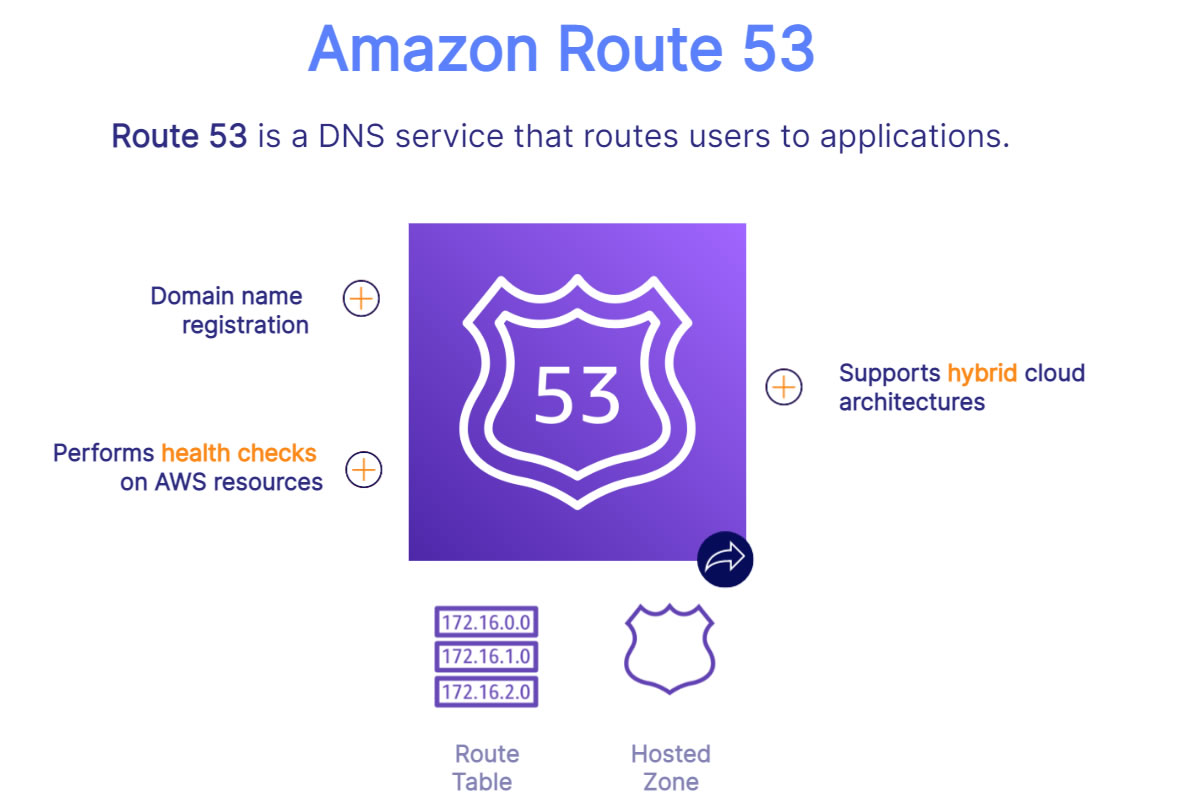 Amazon Route 53
Route 53 is a DNS service that routes users to applications.
Domain name
registration
Performs health checks
on AWS resources
53
Supports hybrid cloud
architectures
172.16.0.0
172.16.1.0
172.16.2.0
Route
Table
Hosted
Zone